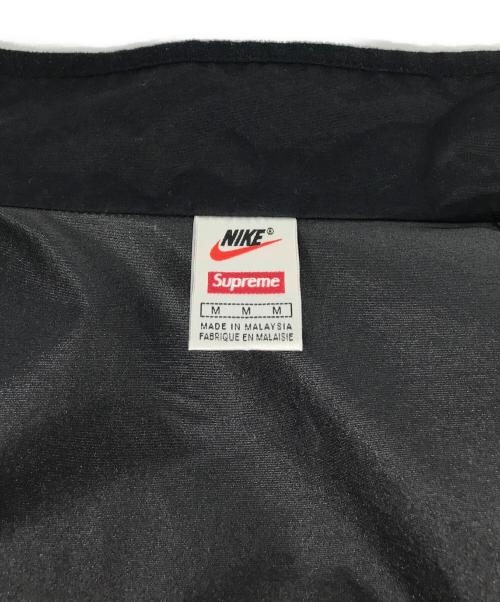 NIKE®
Supreme
M M M
MADE IN MALAYSIA
FABRIQUE EN MALAISIE